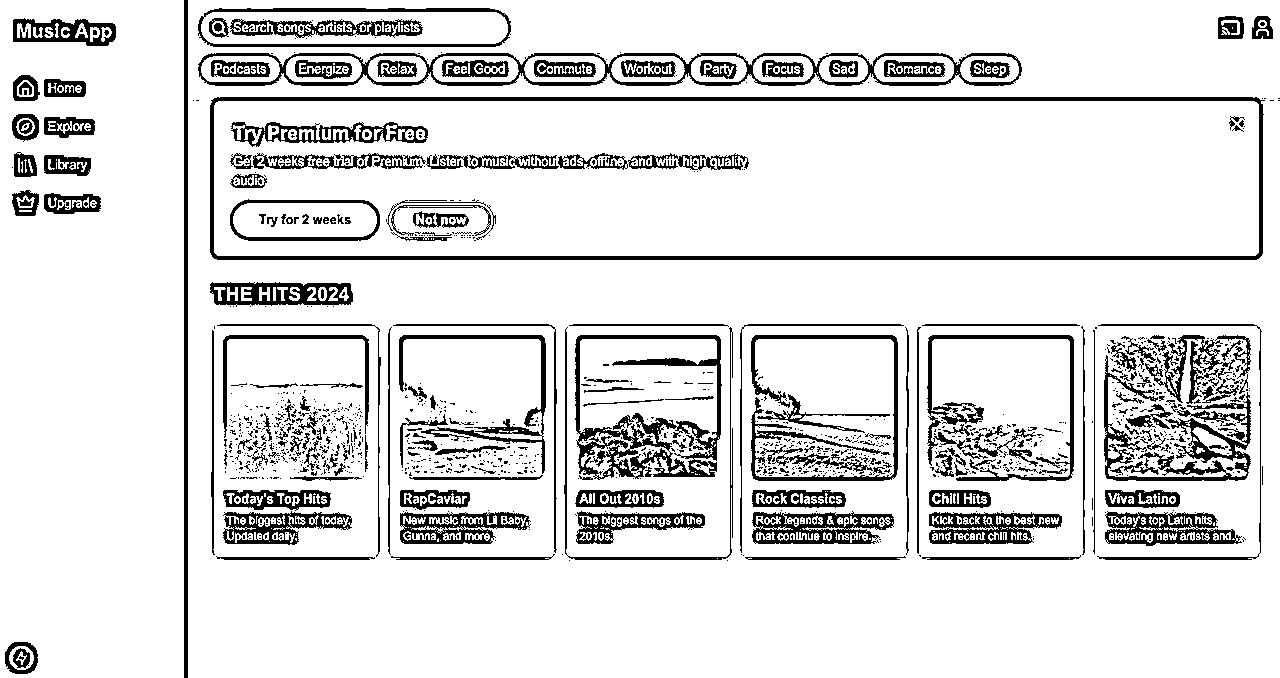 Music App
Home
Explore
Library
Upgrade
Search songs, artists, or playlists
Podcasts
Energize
Relax
Feel Good
Commute
Workout
Party
Focus
Sad
Romance
Sleep
Try Premium for Free
Get 2 weeks free trial of Premium. Listen to music without ads, offline, and with high quality
audio
Try for 2 weeks
Not now
THE HITS 2024
Today's Top Hits
The biggest hits of today.
Updated daily.
RapCaviar
New music from Lil Baby,
Gunna, and more.
All Out 2010s
The biggest songs of the
2010s.
Rock Classics
Rock legends & epic songs
that continue to inspire...
Chill Hits
Kick back to the best new
and recent chill hits.
Viva Latino
Today's top Latin hits,
elevating new artists and...